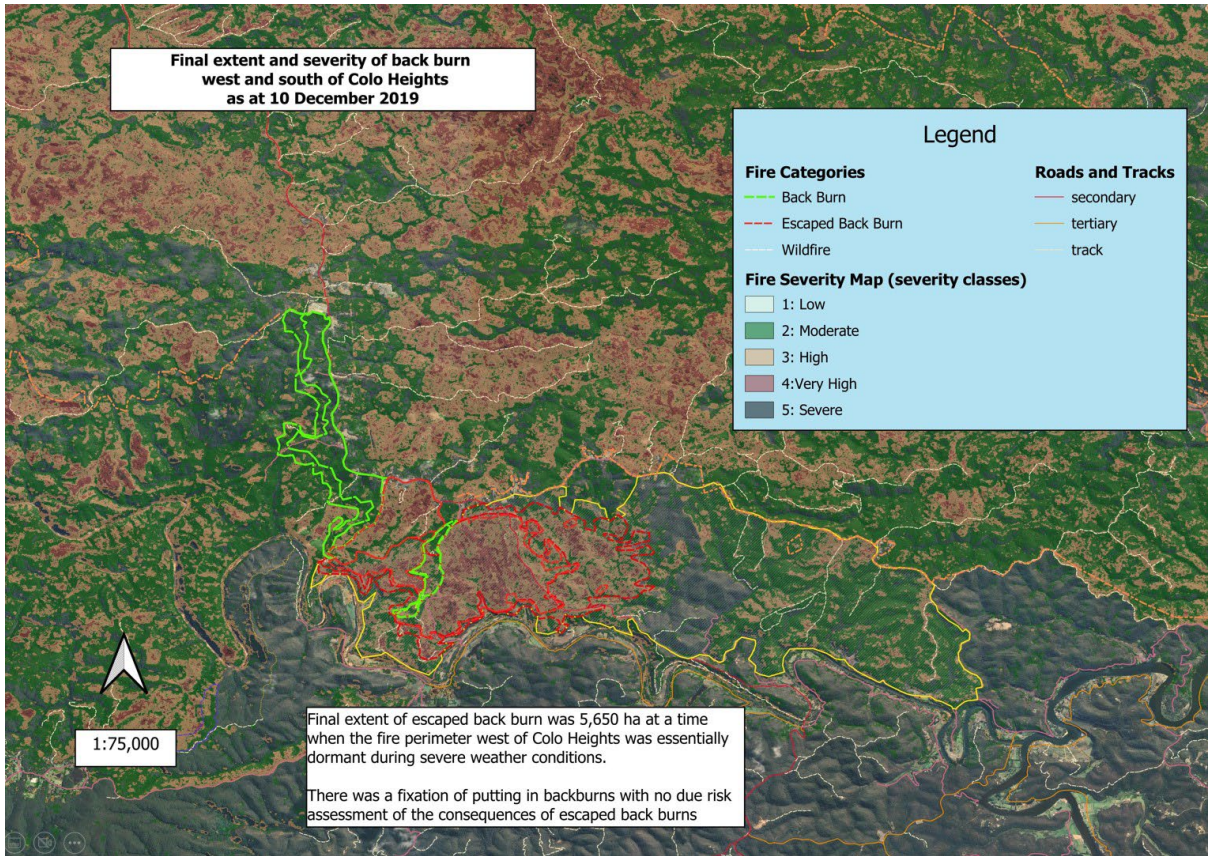 Final extent and severity of back burn
west and south of Colo Heights
as at 10 December 2019
Legend
Fire Categories
Back Burn
Escaped Back Burn
Wildfire
Roads and Tracks
secondary
tertiary
track
Fire Severity Map (severity classes)
1: Low
2: Moderate
3: High
4:Very High
5: Severe
1:75,000
Final extent of escaped back burn was 5,650 ha at a time
when the fire perimeter west of Colo Heights was essentially
dormant during severe weather conditions.
There was a fixation of putting in backburns with no due risk
assessment of the consequences of escaped back burns